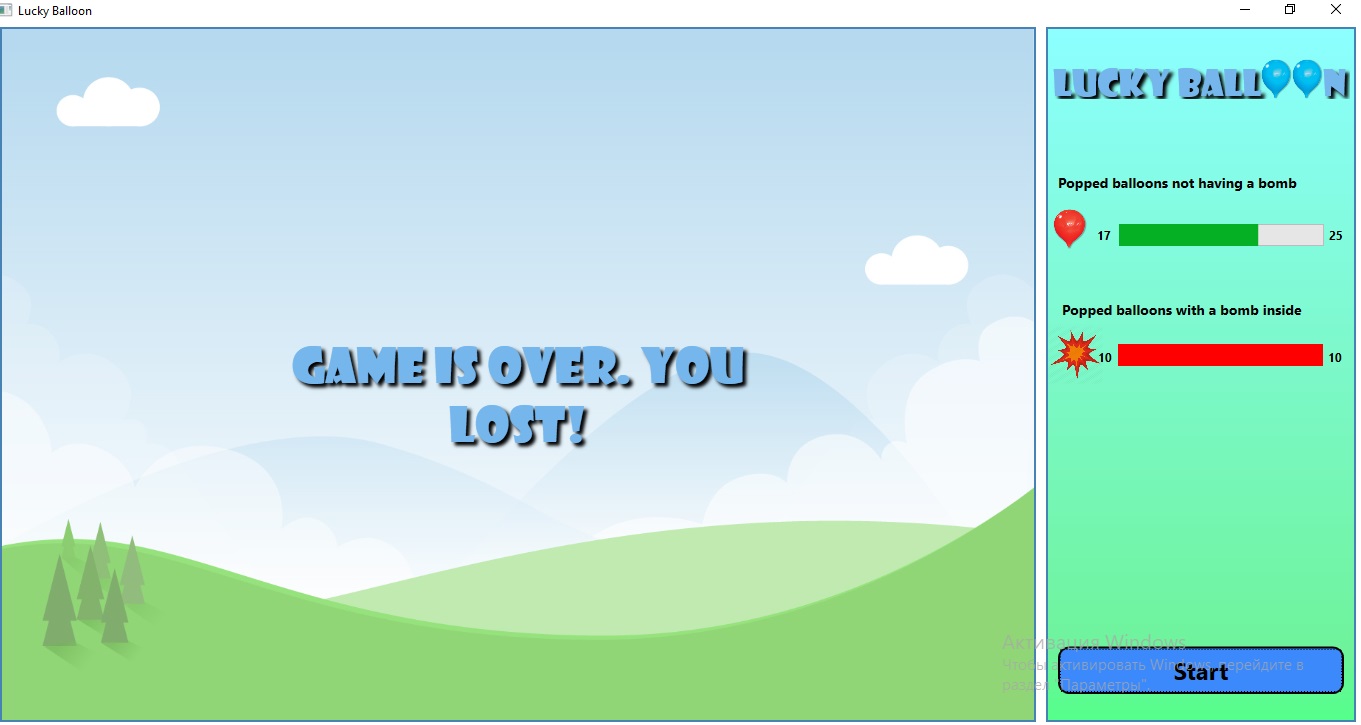 Lucky Balloon
LUCKY BALLOON
Popped balloons not having a bomb
17 25
Popped balloons with a bomb inside
10 10
GAME IS OVER. YOU
LOST!
Активация Windows
Чтобы активировать Windows, перейдите в
раздел "Параметры".
Start